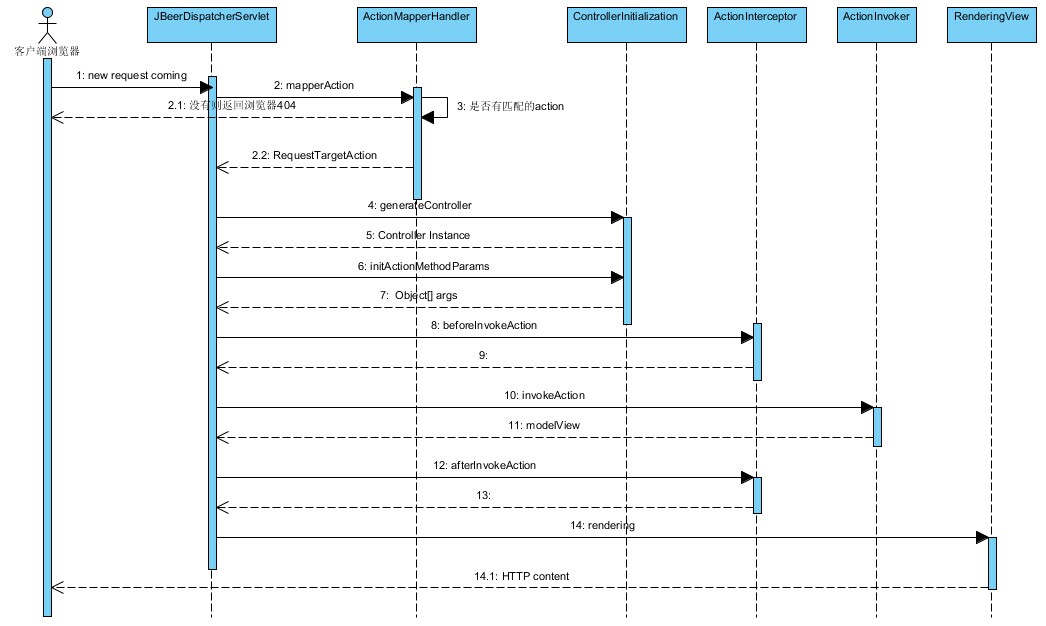 JBeerDispatcherServlet
ActionMapperHandler
ControllerInitialization
ActionInterceptor
ActionInvoker
RenderingView
客户端浏览器
1: new request coming
2: mapperAction
2.1: 没有则返回浏览器404
3: 是否有匹配的action
2.2: RequestTargetAction
4: generateController
5: Controller Instance
6: initActionMethodParams
7: Object[] args
8: beforeInvokeAction
9:
10: invokeAction
11: modelView
12: afterInvokeAction
13:
14: rendering
14.1: HTTP content